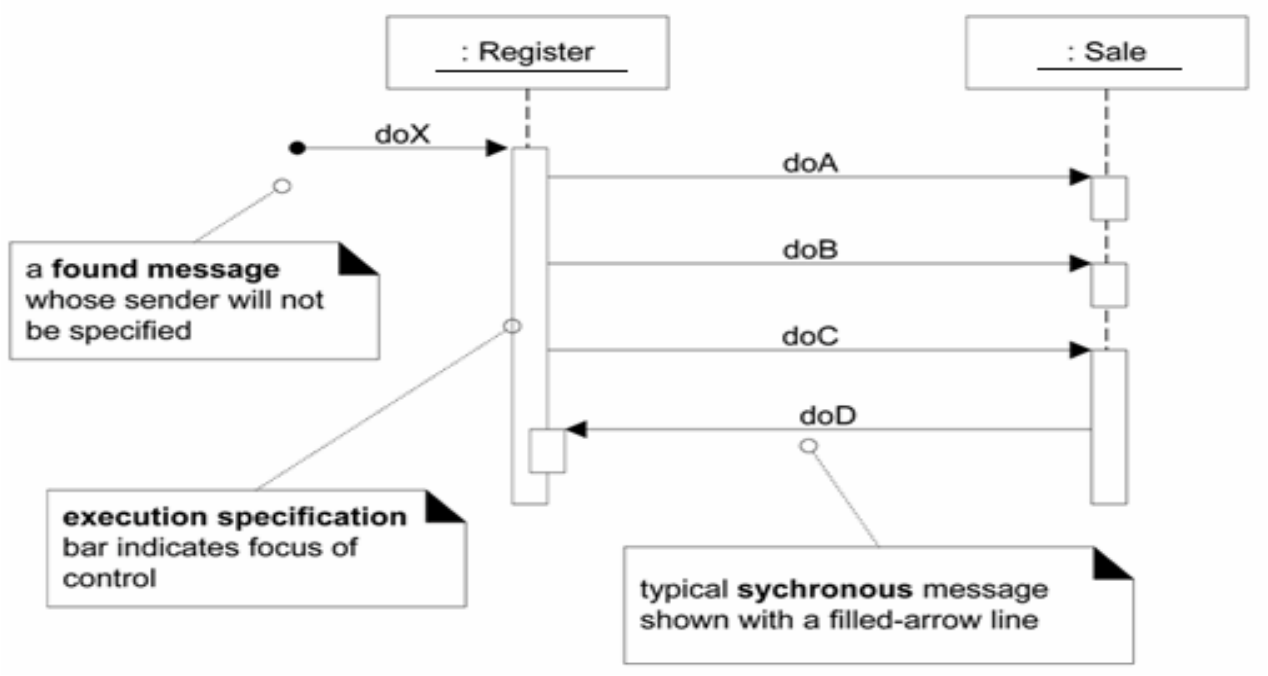 : Register
: Sale
doX
doA
doB
a found message
whose sender will not
be specified
doC
doD
execution specification
bar indicates focus of
control
typical sychronous message
shown with a filled-arrow line